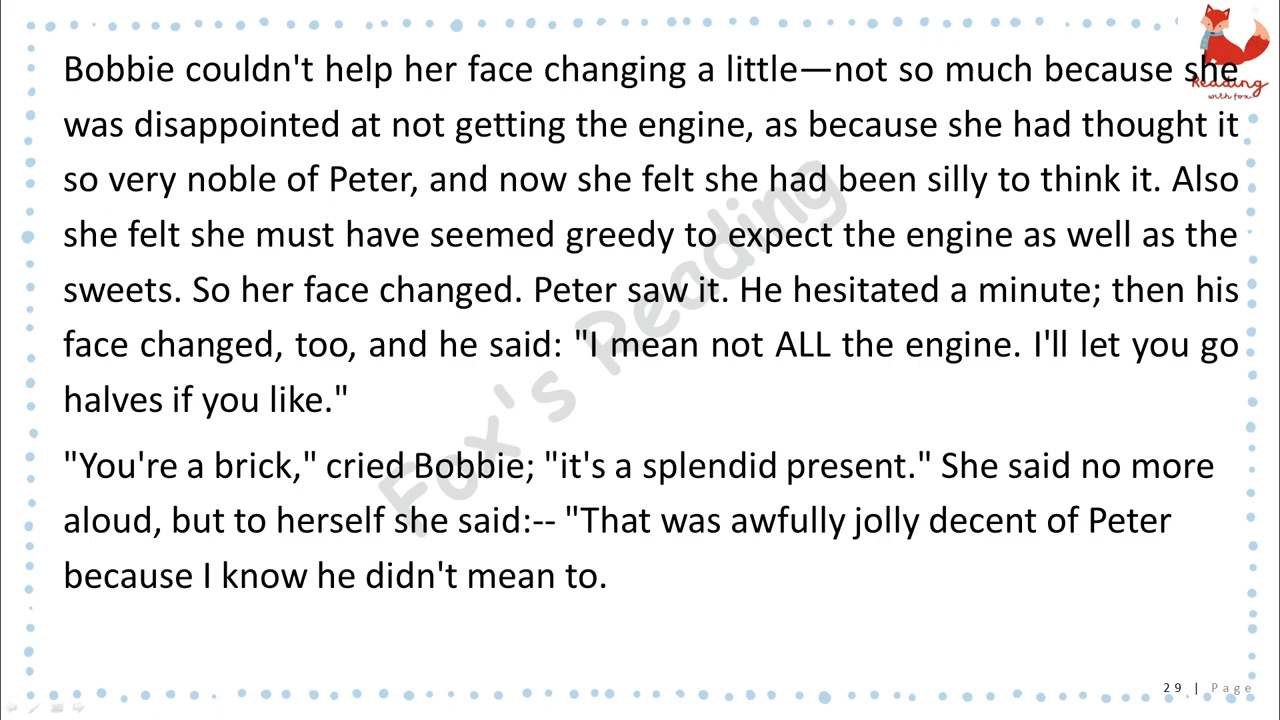 Bobbie couldn't help her face changing a little—not so much because she
was disappointed at not getting the engine, as because she had thought it
so very noble of Peter, and now she felt she had been silly to think it. Also
she felt she must have seemed greedy to expect the engine as well as the
sweets. So her face changed. Peter saw it. He hesitated a minute; then his
face changed, too, and he said: "I mean not ALL the engine. I'll let you go
halves if you like."
"You're a brick," cried Bobbie; "it's a splendid present." She said no more
aloud, but to herself she said:-- "That was awfully jolly decent of Peter
because I know he didn't mean to.
Fox's Reading
Reading
with fox
29 | Page